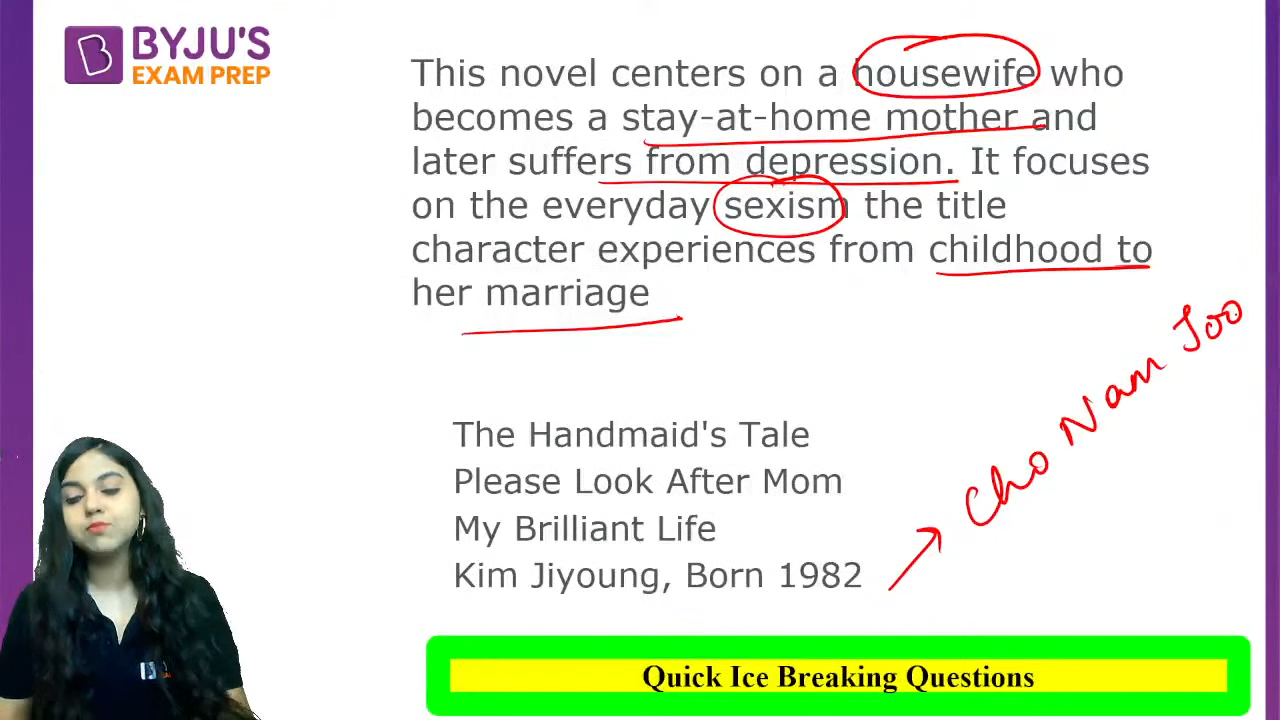 BYJU'S
EXAM PREP
This novel centers on a housewife who
becomes a stay-at-home mother and
later suffers from depression. It focuses
on the everyday sexism the title
character experiences from childhood to
her marriage
Cho Nam Joo
The Handmaid's Tale
Please Look After Mom
My Brilliant Life
Kim Jiyoung, Born 1982
Quick Ice Breaking Questions